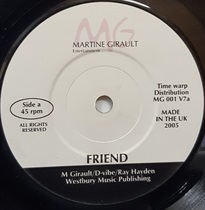 MG
MARTINE GIRAULT
Entertainment
Side a
45 rpm
ALL RIGHTS
RESERVED
Time warp
Distribution
MG 001 V7a
MADE
IN THE UK
2005
FRIEND
M Girault/D-vibe/Ray Hayden
Westbury Music Publishing